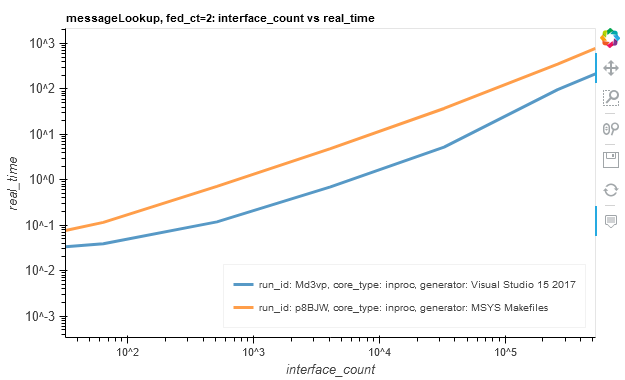 messageLookup, fed_ct=2: interface_count vs real_time
10^3
10^2
10^1
10^0
10^-1
10^-2
10^-3
real_time
run_id: Md3vp, core_type: inproc, generator: Visual Studio 15 2017
run_id: p8BJW, core_type: inproc, generator: MSYS Makefiles
10^2
10^3
10^4
10^5
interface_count